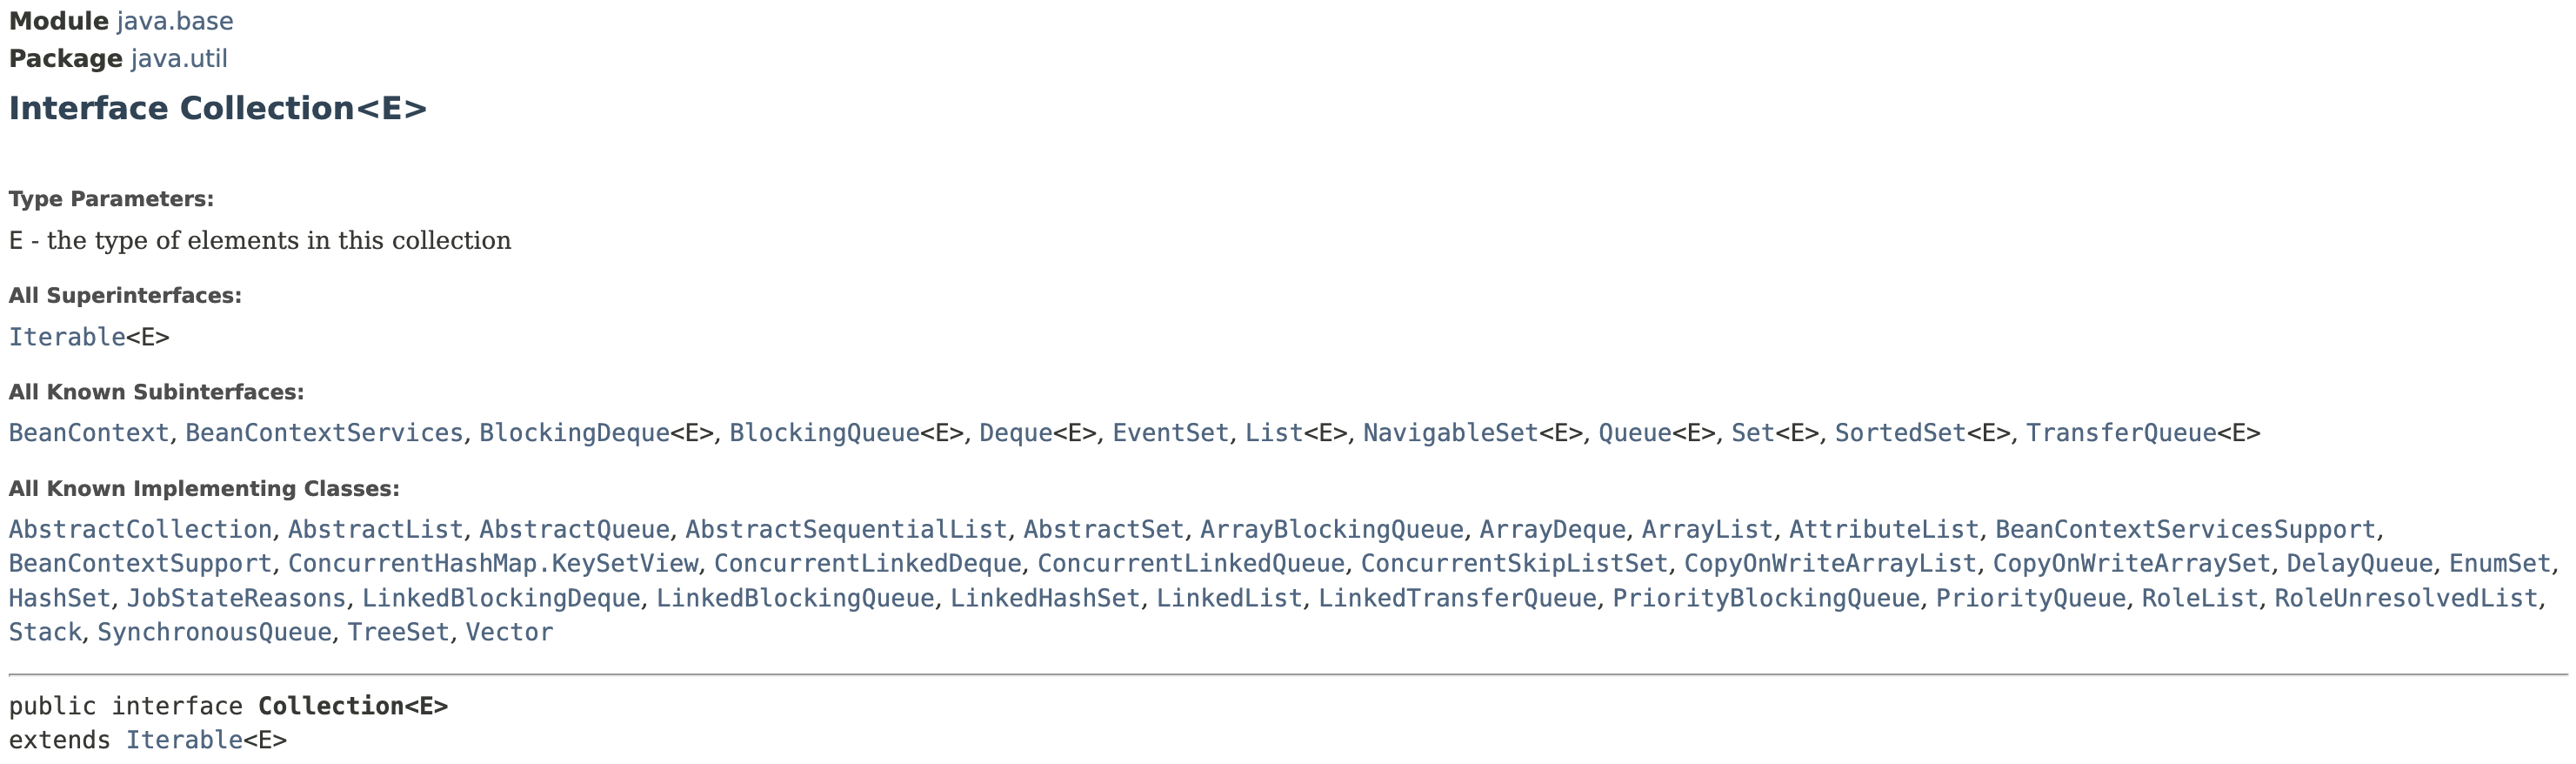 Module java.base
Package java.util
Interface Collection<E>
Type Parameters:
E - the type of elements in this collection
All Superinterfaces:
Iterable<E>
All Known Subinterfaces:
BeanContext, BeanContextServices, BlockingDeque<E>, BlockingQueue<E>, Deque<E>, EventSet, List<E>, NavigableSet<E>, Queue<E>, Set<E>, SortedSet<E>, TransferQueue<E>
All Known Implementing Classes:
AbstractCollection, AbstractList, AbstractQueue, AbstractSequentialList, AbstractSet, ArrayBlockingQueue, ArrayDeque, ArrayList, AttributeList, BeanContextServicesSupport,
BeanContextSupport, ConcurrentHashMap.KeySetView, ConcurrentLinkedDeque, ConcurrentLinkedQueue, ConcurrentSkipListSet, CopyOnWriteArrayList, CopyOnWriteArraySet, DelayQueue, EnumSet,
HashSet, JobStateReasons, LinkedBlockingDeque, LinkedBlockingQueue, LinkedHashSet, LinkedList, LinkedTransferQueue, PriorityBlockingQueue, PriorityQueue, RoleList, RoleUnresolvedList,
Stack, SynchronousQueue, TreeSet, Vector
public interface Collection<E>
extends Iterable<E>